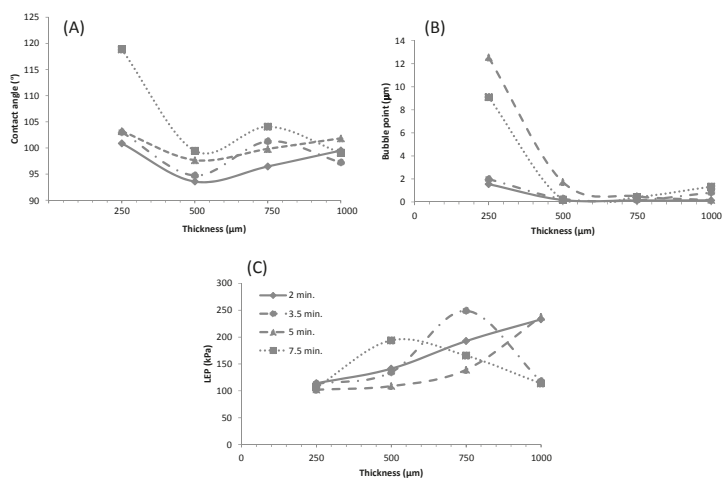 (A)
Contact angle (°)
125
120
115
110
105
100
95
90
250
500
750
1000
Thickness (μm)
(B)
Bubble point (μm)
14
12
10
8
6
4
2
0
0
250
500
750
1000
Thickness (μm)
(C)
LEP (kPa)
300
250
200
150
100
50
0
2 min.
3.5 min.
5 min.
7.5 min.
250
500
750
1000
Thickness (μm)